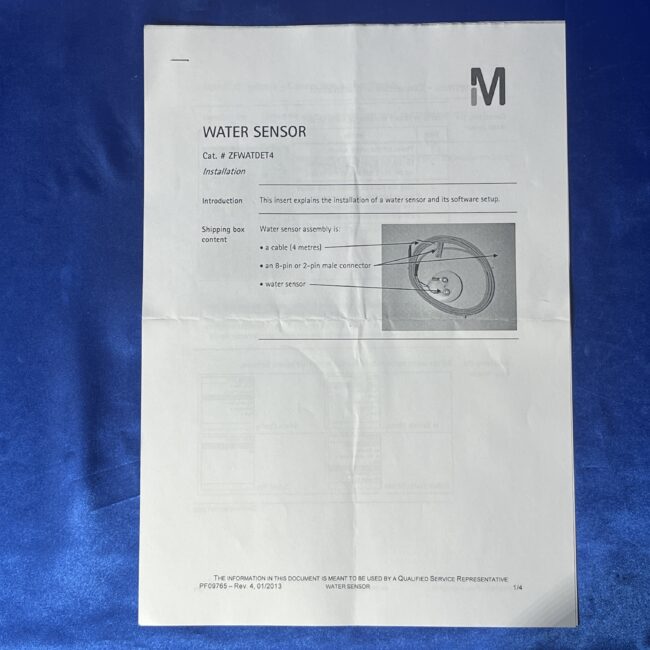 M
WATER SENSOR
Cat. # ZFWATDET4
Installation
Introduction This insert explains the installation of a water sensor and its software setup.
Shipping box Water sensor assembly is:
content
• a cable (4 metres)
• an 8-pin or 2-pin male connector
• water sensor
THE INFORMATION IN THIS DOCUMENT IS MEANT TO BE USED BY A QUALIFIED SERVICE REPRESENTATIVE
PF09765 – Rev. 4, 01/2013 WATER SENSOR 1/4